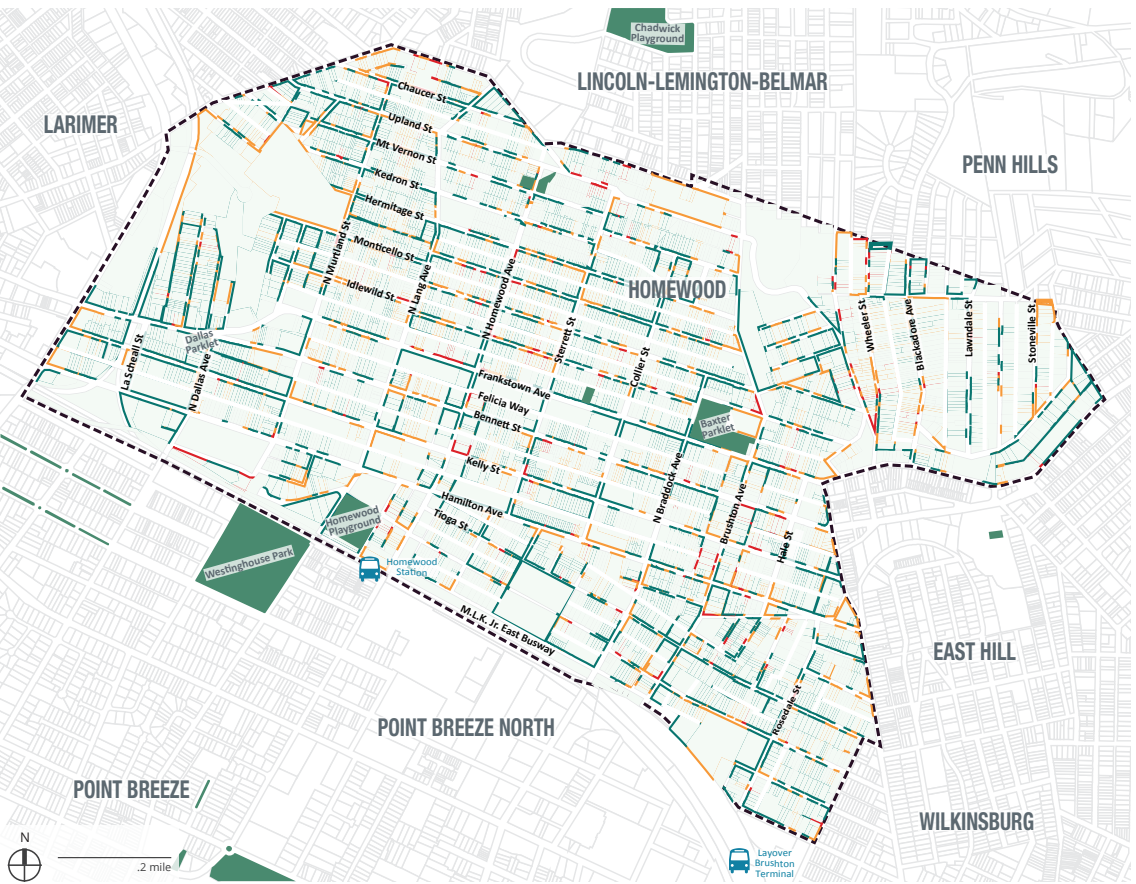 Chadwick
Playground
LINCOLN-LEMINGTON-BELMAR
LARIMER
PENN HILLS
Chaucer St
Upland St
Mt Vernon St
Kedron St
Hermitage St
Monticello St
Idlewild St
N Murtland St
N Lang Ave
N Homewood Ave
HOMEWOOD
Sterrett St
Collier St
Wheeler St
Blackadore Ave
Lawndale St
Stoneville St
Dallas
Parklet
La Scheall St
N Dallas Ave
Frankstown Ave
Felicia Way
Bennett St
Baxter
Parklet
Kelly St
Hamilton Ave
Tioga St
N Braddock Ave
Brushton Ave
Hale St
Homewood
Playground
Westinghouse Park
Homewood
Station
M.L.K. Jr. East Busway
EAST HILL
Rosedale St
POINT BREEZE NORTH
POINT BREEZE
WILKINSBURG
N
.2 mile
Layover
Brushton
Terminal